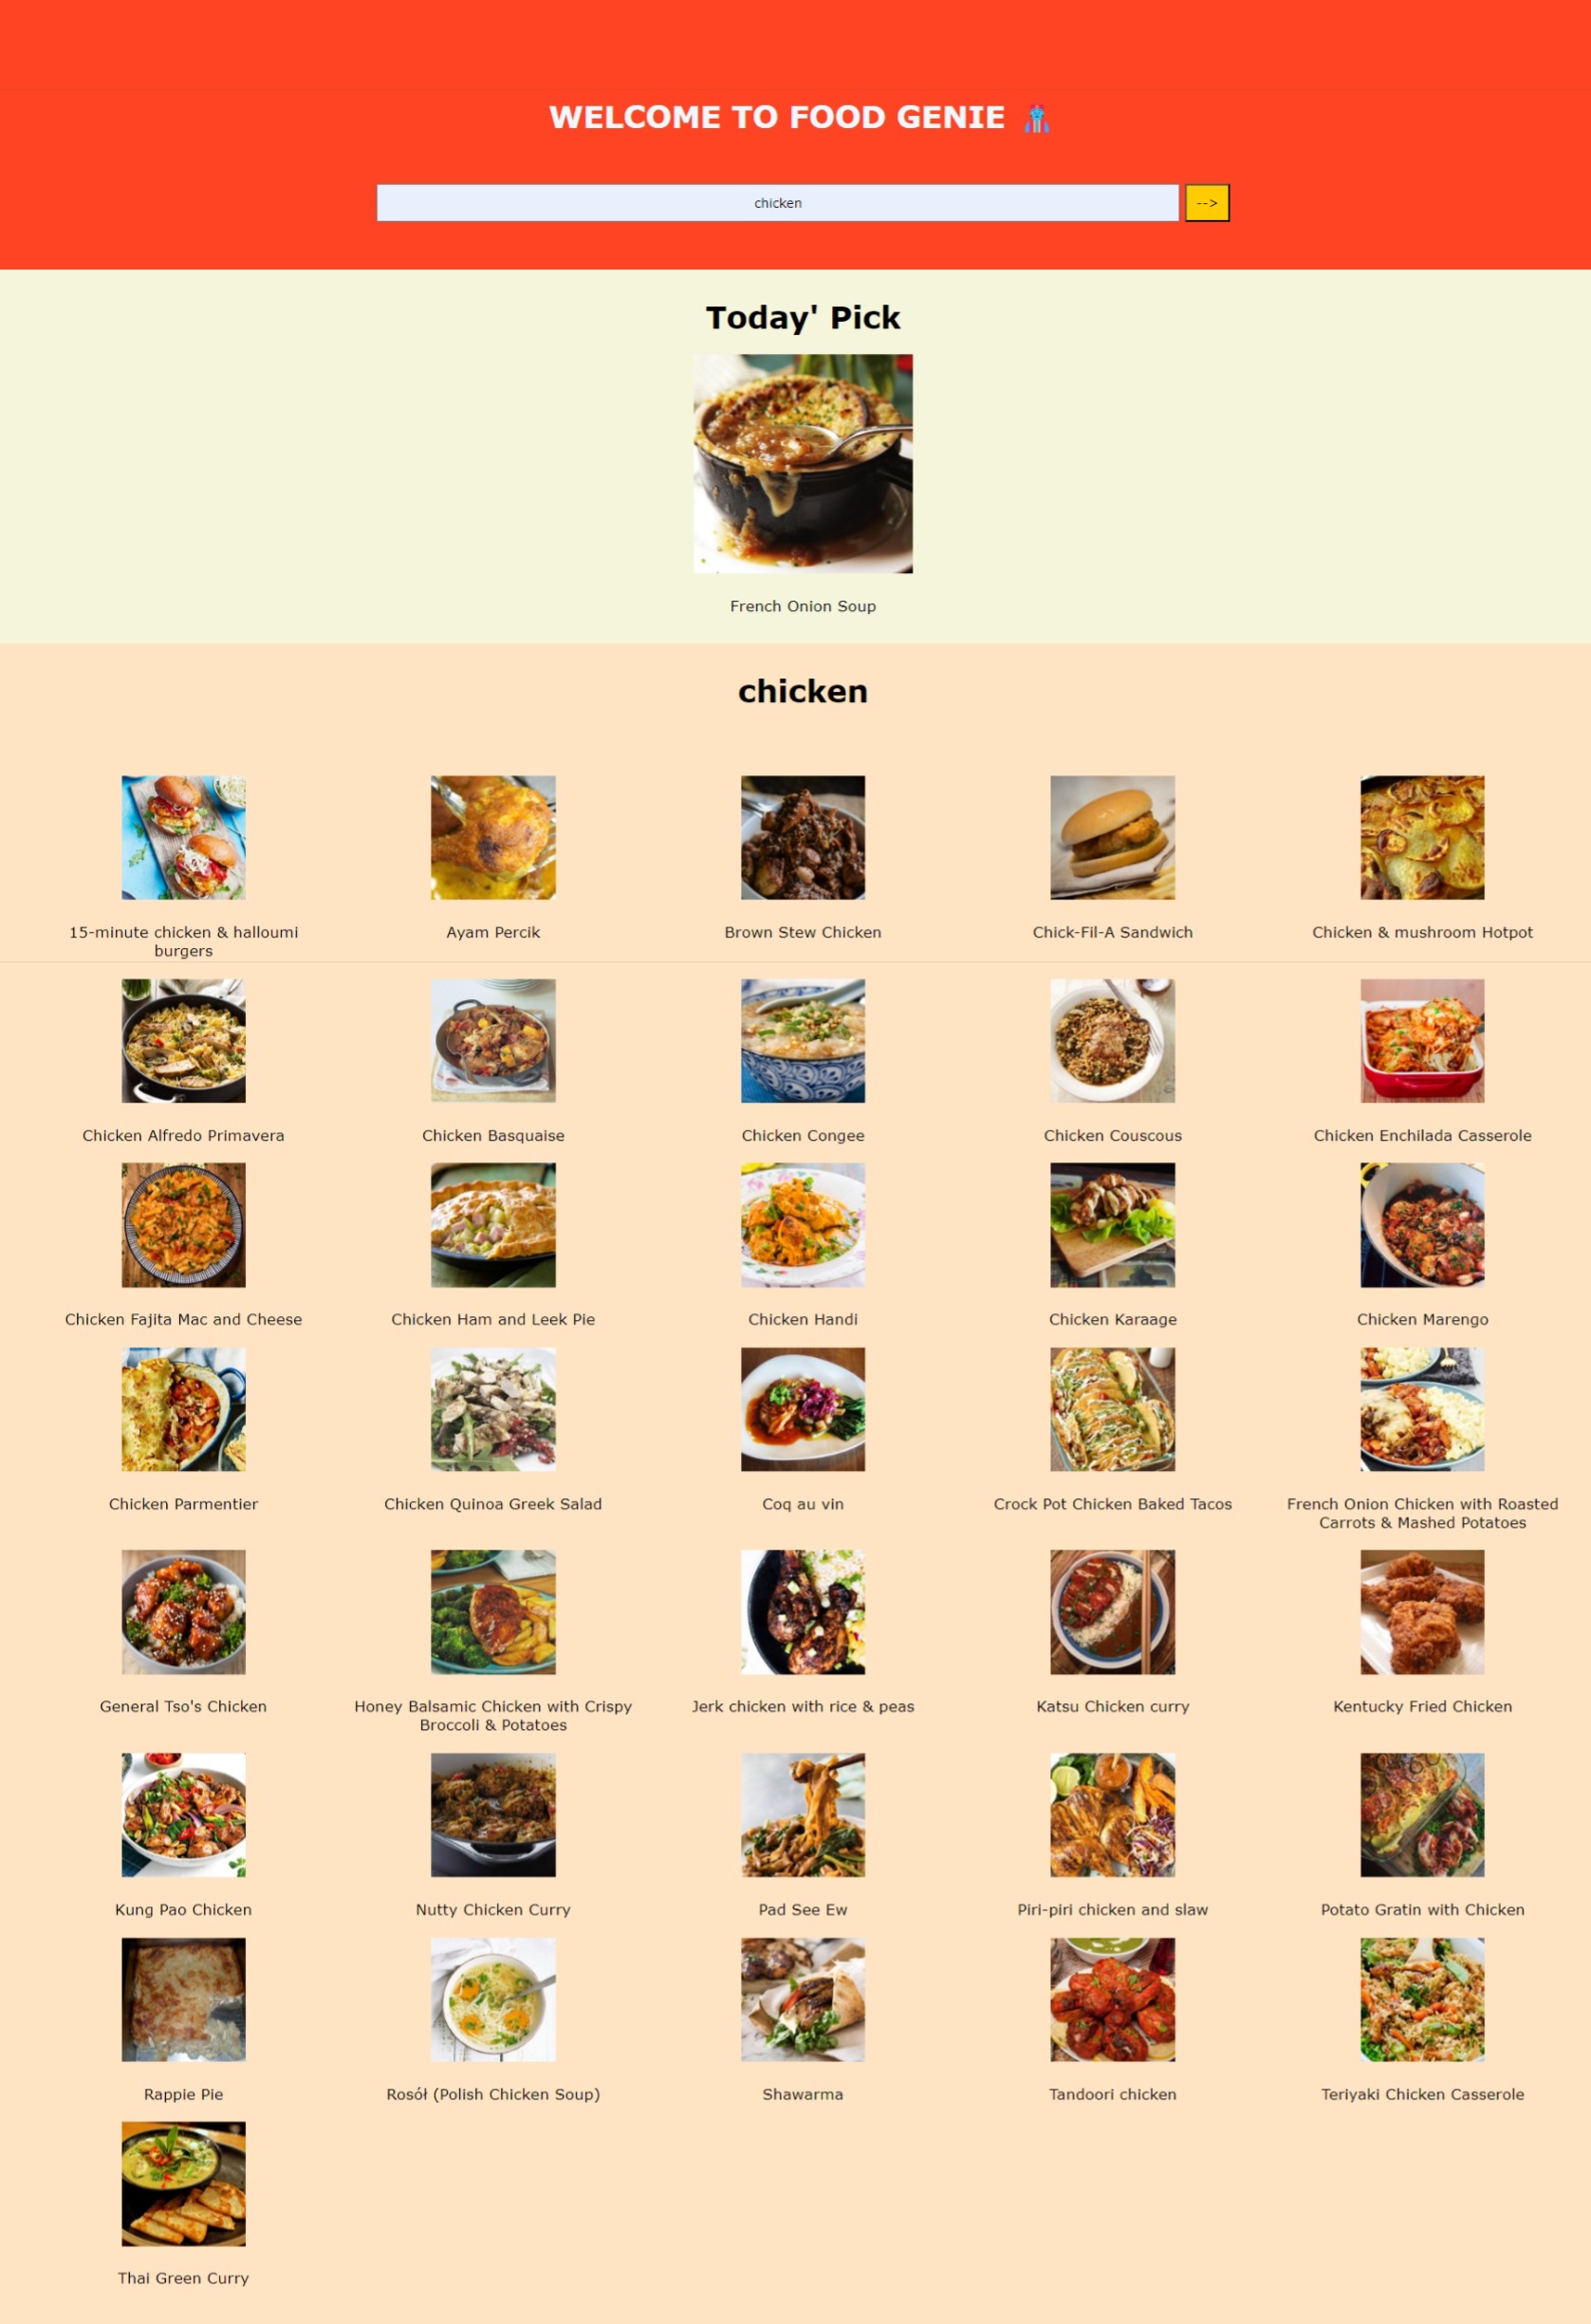 WELCOME TO FOOD GENIE
chicken
-->
Today' Pick
French Onion Soup
chicken
15-minute chicken & halloumi
burgers
Ayam Percik
Brown Stew Chicken
Chick-Fil-A Sandwich
Chicken & mushroom Hotpot
Chicken Alfredo Primavera
Chicken Basquaise
Chicken Congee
Chicken Couscous
Chicken Enchilada Casserole
Chicken Fajita Mac and Cheese
Chicken Ham and Leek Pie
Chicken Handi
Chicken Karaage
Chicken Marengo
Chicken Parmentier
Chicken Quinoa Greek Salad
Coq au vin
Crock Pot Chicken Baked Tacos
French Onion Chicken with Roasted
Carrots & Mashed Potatoes
General Tso's Chicken
Honey Balsamic Chicken with Crispy
Broccoli & Potatoes
Jerk chicken with rice & peas
Katsu Chicken curry
Kentucky Fried Chicken
Kung Pao Chicken
Nutty Chicken Curry
Pad See Ew
Piri-piri chicken and slaw
Potato Gratin with Chicken
Rappie Pie
Rosół (Polish Chicken Soup)
Shawarma
Tandoori chicken
Teriyaki Chicken Casserole
Thai Green Curry